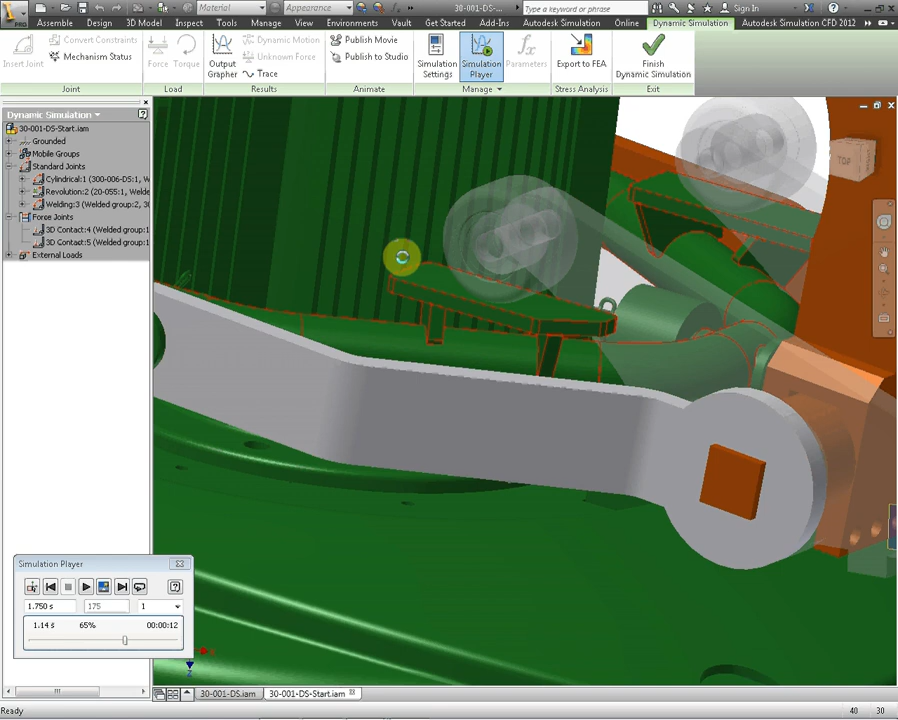 Material
Appearance
30-001-DS-...
Type a keyword or phrase
Sign In
PRO
Assembly Design 3D Model Inspect Tools Manage View Environments Vault Get Started Add-Ins Autodesk Simulation Online Dynamic Simulation Autodesk Simulation CFD 2012
Insert Joint
Convert Constraints
Mechanism Status
Force Torque
Output Grapher
Dynamic Motion
Unknown Force
Trace
Publish Movie
Publish to Studio
Simulation Settings
Simulation Player
Parameters
Export to FEA
Finish Dynamic Simulation
Joint Load Results Animate Manage Stress Analysis Exit
Dynamic Simulation
30-001-DS-Start.iam
Grounded
Mobile Groups
Standard Joints
Cylindrical:1 (300-006-DS:1, W
Revolution:2 (20-055:1, Welde
Welding:3 (Welded group:2, 3(
Force Joints
3D Contact:4 (Welded group:1
3D Contact:5 (Welded group:1
External Loads
TOP
Simulation Player
1.750 s 175 1
1.14 s 65% 00:00:12
X
Z
30-001-DS.iam 30-001-DS-Start.iam
Ready 40 30